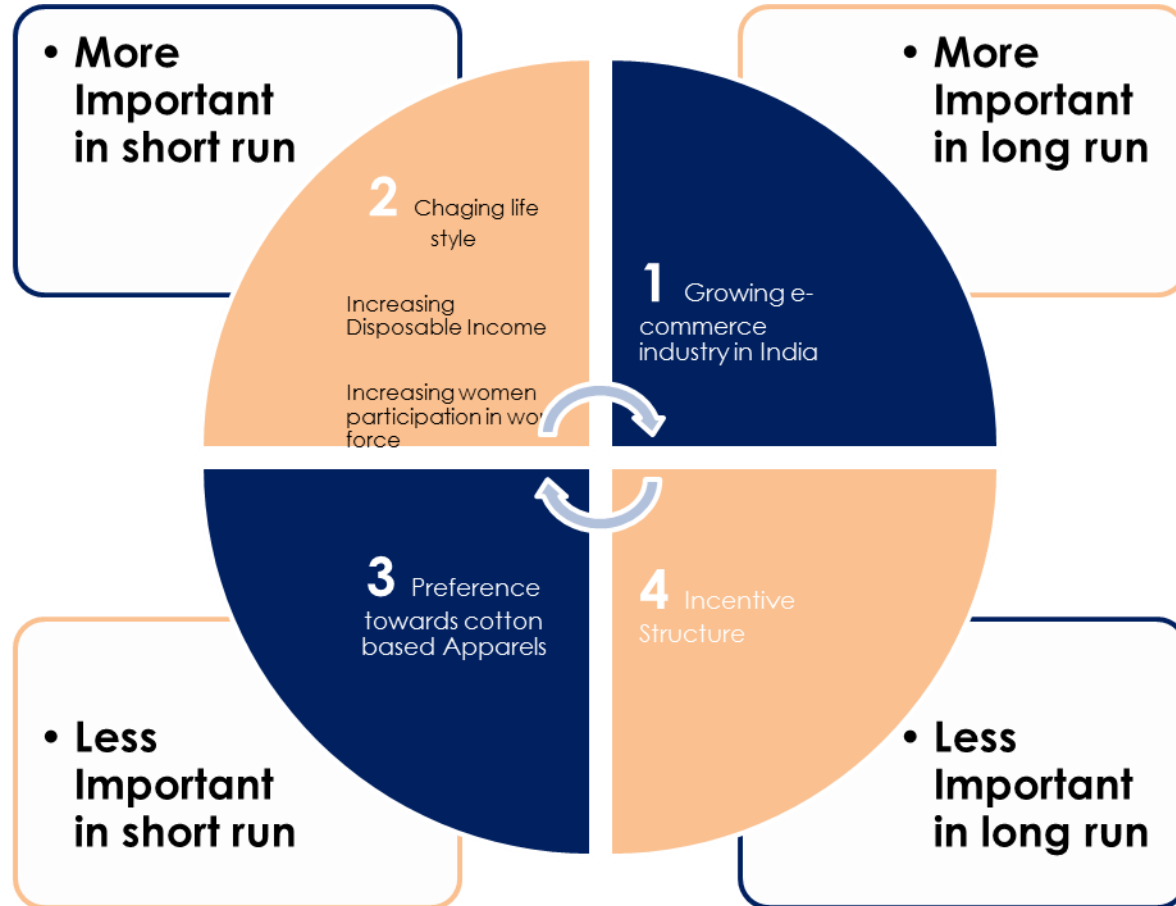 • More
Important
in short run
• More
Important
in long run
2 Chaging life
style
Increasing
Disposable Income
Increasing women
participation in
force
1 Growing e-
commerce
industry in India
3 Preference
towards cotton
based Apparels
4 Incentive
Structure
• Less
Important
in short run
• Less
Important
in long run